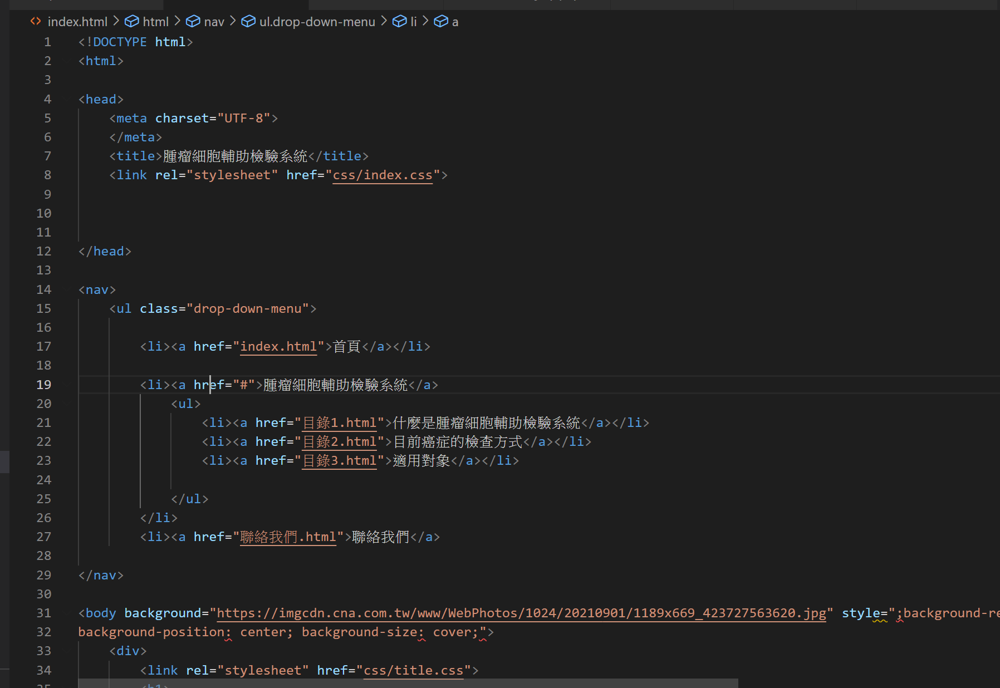 index.html > html > nav > ul.drop-down-menu > li > a
1 <!DOCTYPE html>
2 <html>
3
4 <head>
5 <meta charset="UTF-8">
6 </meta>
7 <title>腫瘤細胞輔助檢驗系統</title>
8 <link rel="stylesheet" href="css/index.css">
9
10
11
12 </head>
13
14 <nav>
15 <ul class="drop-down-menu">
16
17 <li><a href="index.html">首頁</a></li>
18
19 <li><a href="#">腫瘤細胞輔助檢驗系統</a>
20 <ul>
21 <li><a href="目錄1.html">什麼是腫瘤細胞輔助檢驗系統</a></li>
22 <li><a href="目錄2.html">目前癌症的檢查方式</a></li>
23 <li><a href="目錄3.html">適用對象</a></li>
24
25 </ul>
26 </li>
27 <li><a href="聯絡我們.html">聯絡我們</a>
28
29 </nav>
30
31 <body background="https://imgcdn.cna.com.tw/www/WebPhotos/1024/20210901/1189x669_423727563620.jpg" style=";background-re
32 background-position: center; background-size: cover;">
33 <div>
34 <link rel="stylesheet" href="css/title.css">